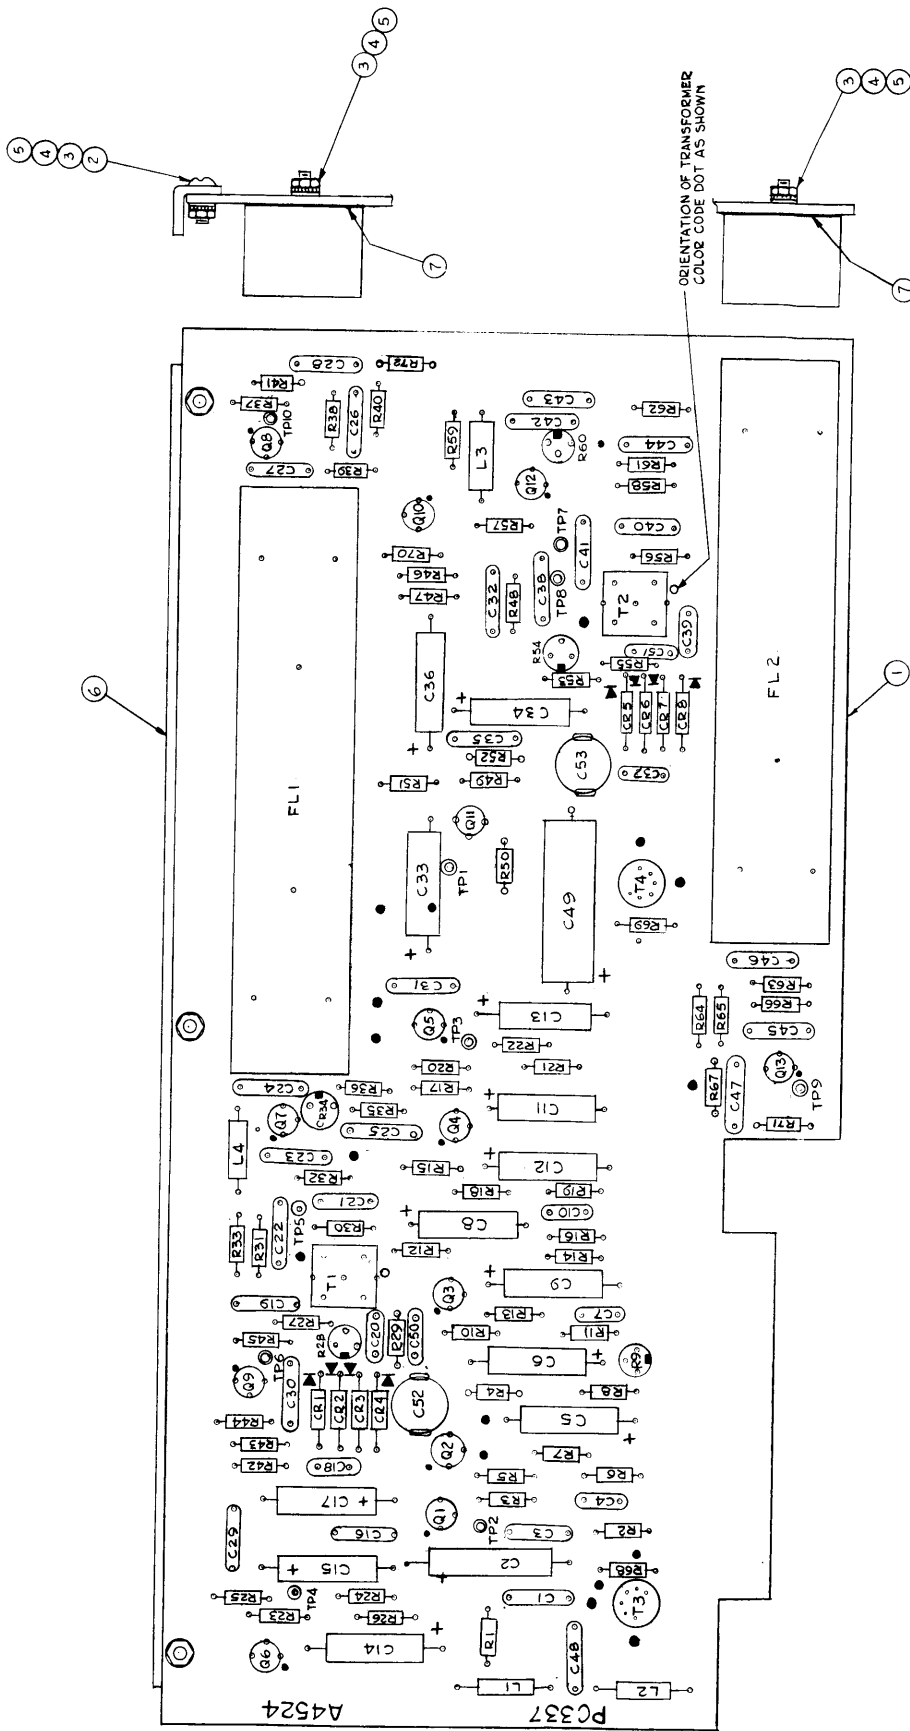 5
4
3
2
3
4
5
ORIENTATION OF TRANSFORMER
COLOR CODE DOT AS SHOWN
3
4
5
7
7
6
1
R72
C28
R41
R37
TP10
Q8
R38
C26
R40
C27
R39
R59
L3
C43
C42
R60
R62
C44
R61
R58
Q12
Q10
R57
TP7
C40
C41
R56
R70
R46
R47
C32
R48
C38
TP8
T2
C39
C51
R55
R54
R53
C36
C34
C35
R52
R49
R51
C53
CR5
CR6
CR7
CR8
C37
FL1
FL2
Q11
C33
TP1
R50
C49
T4
R69
C46
R63
R66
C45
R64
R65
C31
Q5
TP3
C13
R22
R20
R21
R17
R67
C47
Q13
TP9
R71
C24
R36
R34
R35
Q7
C25
Q4
C11
L4
C23
R32
R15
C12
R18
R19
C10
C21
C22
TP5
R33
R31
R30
C8
R16
R14
R12
T1
C9
Q3
C19
R27
R13
C7
R45
R28
C20
R29
C50
R10
R11
TP6
C6
R9
Q9
C30
CR1
CR2
CR3
CR4
C52
R4
R8
R44
C5
R43
R42
C18
Q2
R7
R5
R6
C17
R3
C4
Q1
TP2
C29
C16
C3
R2
C15
C2
R68
R25
TP4
R24
C1
T3
R23
R26
Q6
C14
R1
C48
L1
L2
A4524
PC337